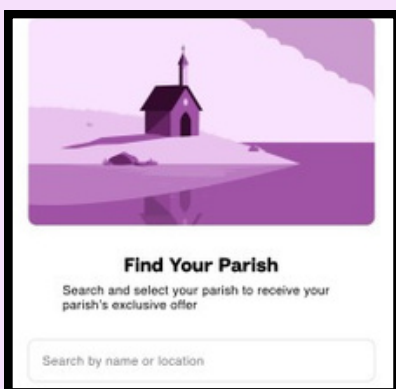 Find Your Parish
Search and select your parish to receive your
parish's exclusive offer
Search by name or location